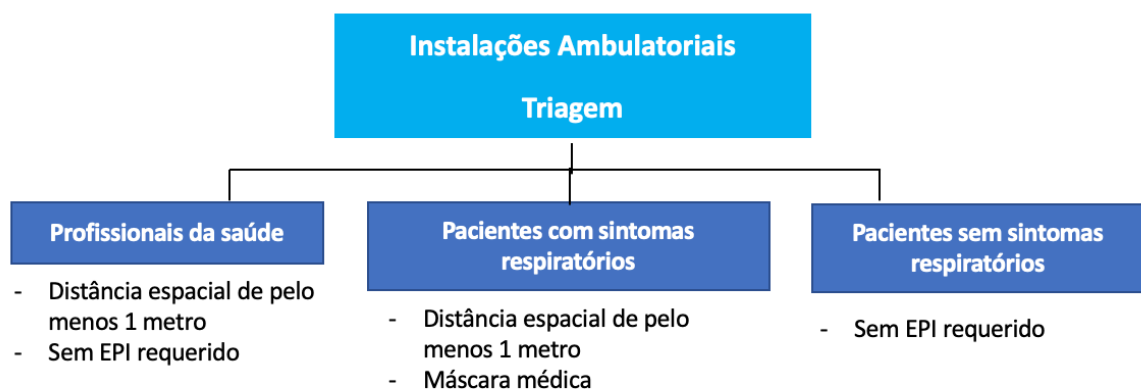 Instalações Ambulatoriais
Triagem
Profissionais da saúde
- Distância espacial de pelo
menos 1 metro
- Sem EPI requerido
Pacientes com sintomas
respiratórios
- Distância espacial de pelo
menos 1 metro
- Máscara médica
Pacientes sem sintomas
respiratórios
- Sem EPI requerido